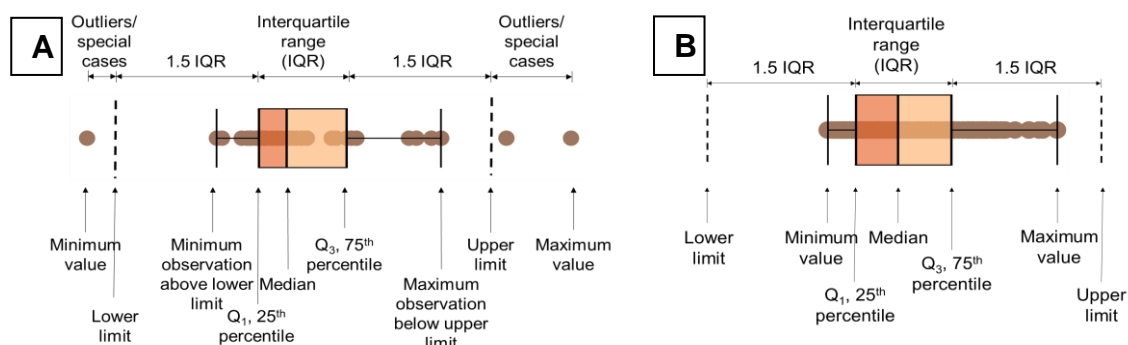 A
Outliers/
special
cases
1.5 IQR
Interquartile
range
(IQR)
1.5 IQR
Outliers/
special
cases
Minimum
value
Lower
limit
Minimum
observation
above lower
limit
Q1, 25th
percentile
Median
Q3, 75th
percentile
Maximum
observation
below upper
limit
Upper
limit
Maximum
value
B
1.5 IQR
Interquartile
range
(IQR)
1.5 IQR
Lower
limit
Minimum
value
Q1, 25th
percentile
Median
Q3, 75th
percentile
Maximum
value
Upper
limit